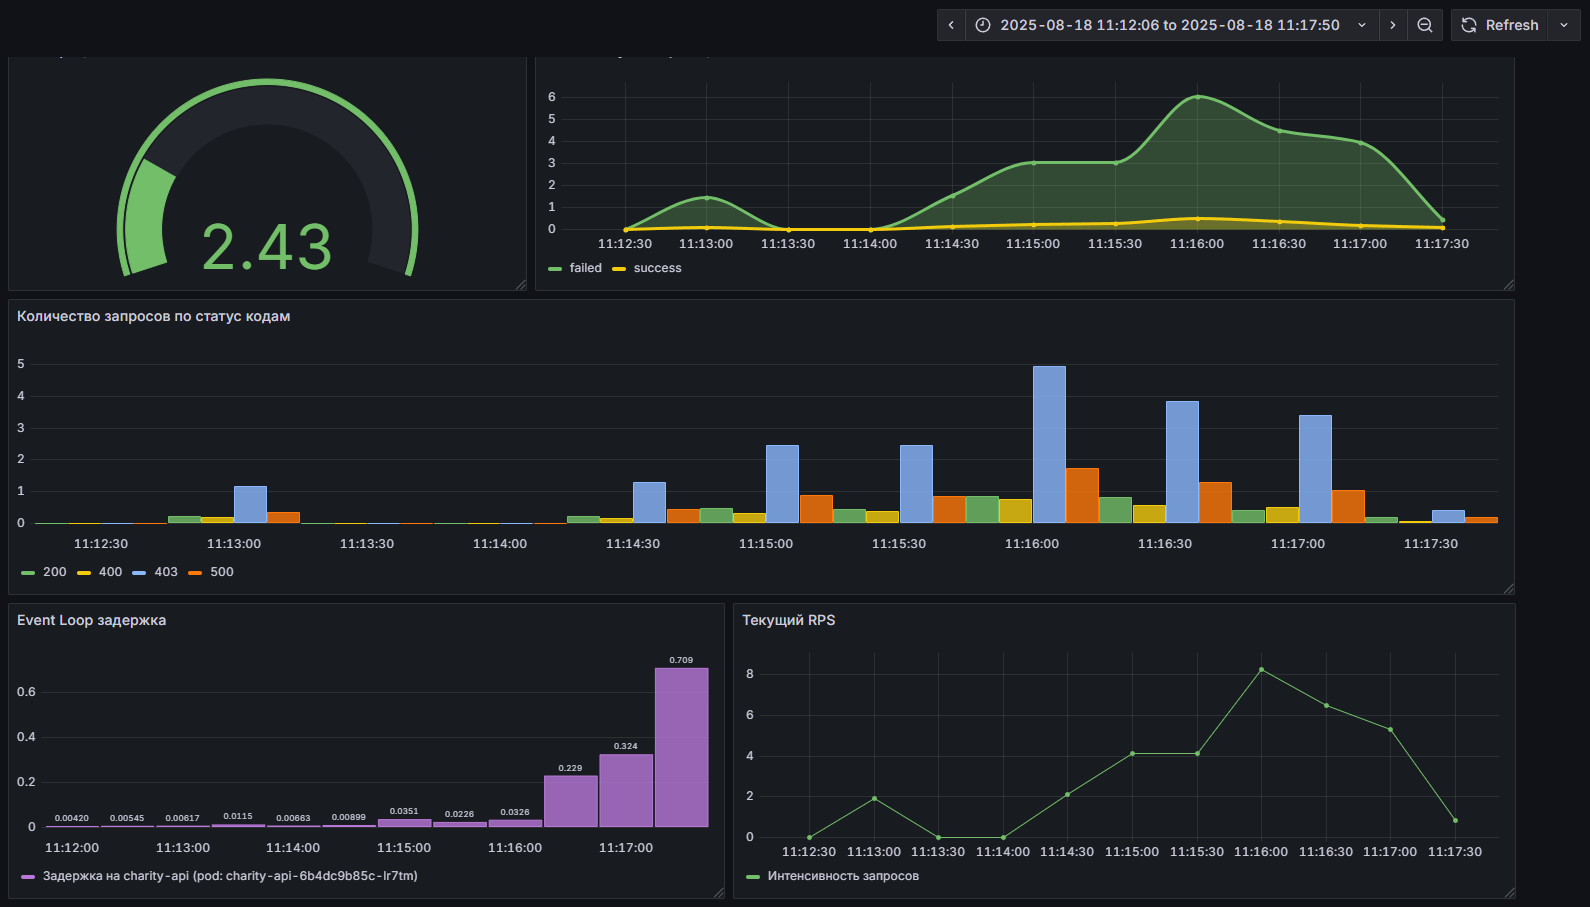 2025-08-18 11:12:06 to 2025-08-18 11:17:50
Refresh
2.43
6
5
4
3
2
1
0
11:12:30 11:13:00 11:13:30 11:14:00 11:14:30 11:15:00 11:15:30 11:16:00 11:16:30 11:17:00 11:17:30
failed success
Количество запросов по статус кодам
5
4
3
2
1
0
11:12:30 11:13:00 11:13:30 11:14:00 11:14:30 11:15:00 11:15:30 11:16:00 11:16:30 11:17:00 11:17:30
200 400 403 500
Event Loop задержка
0.709
0.6
0.4
0.324
0.229
0.2
0.00420 0.00545 0.00617 0.0115 0.00663 0.00899 0.0351 0.0226 0.0326
0
11:12:00 11:13:00 11:14:00 11:15:00 11:16:00 11:17:00
Задержка на charity-api (pod: charity-api-6b4dc9b85c-lr7tm)
Текущий RPS
8
6
4
2
0
11:12:30 11:13:00 11:13:30 11:14:00 11:14:30 11:15:00 11:15:30 11:16:00 11:16:30 11:17:00 11:17:30
Интенсивность запросов